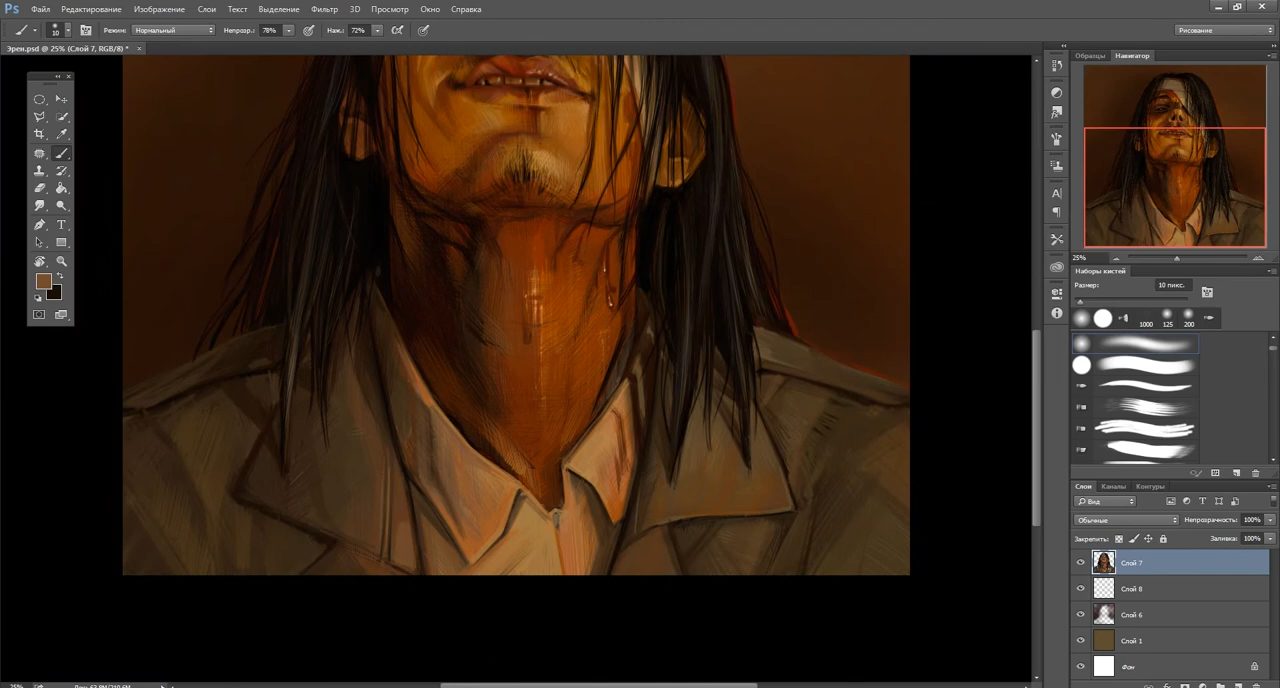 Ps Файл Редактирование Изображение Слои Текст Выделение Фильтр 3D Просмотр Окно Справка
10 Режим: Нормальный Непрозр.: 78% Наж.: 72% Рисование
Эрен.psd @ 25% (Слой 7, RGB/8) * ×
Образцы Навигатор
25%
Наборы кистей
Размер: 10 пикс.
1000 125 200
Слои Каналы Контуры
Вид
Обычные Непрозрачность: 100%
Закрепить: Заливка: 100%
Слой 7
Слой 8
Слой 6
Слой 1
Фон
25%